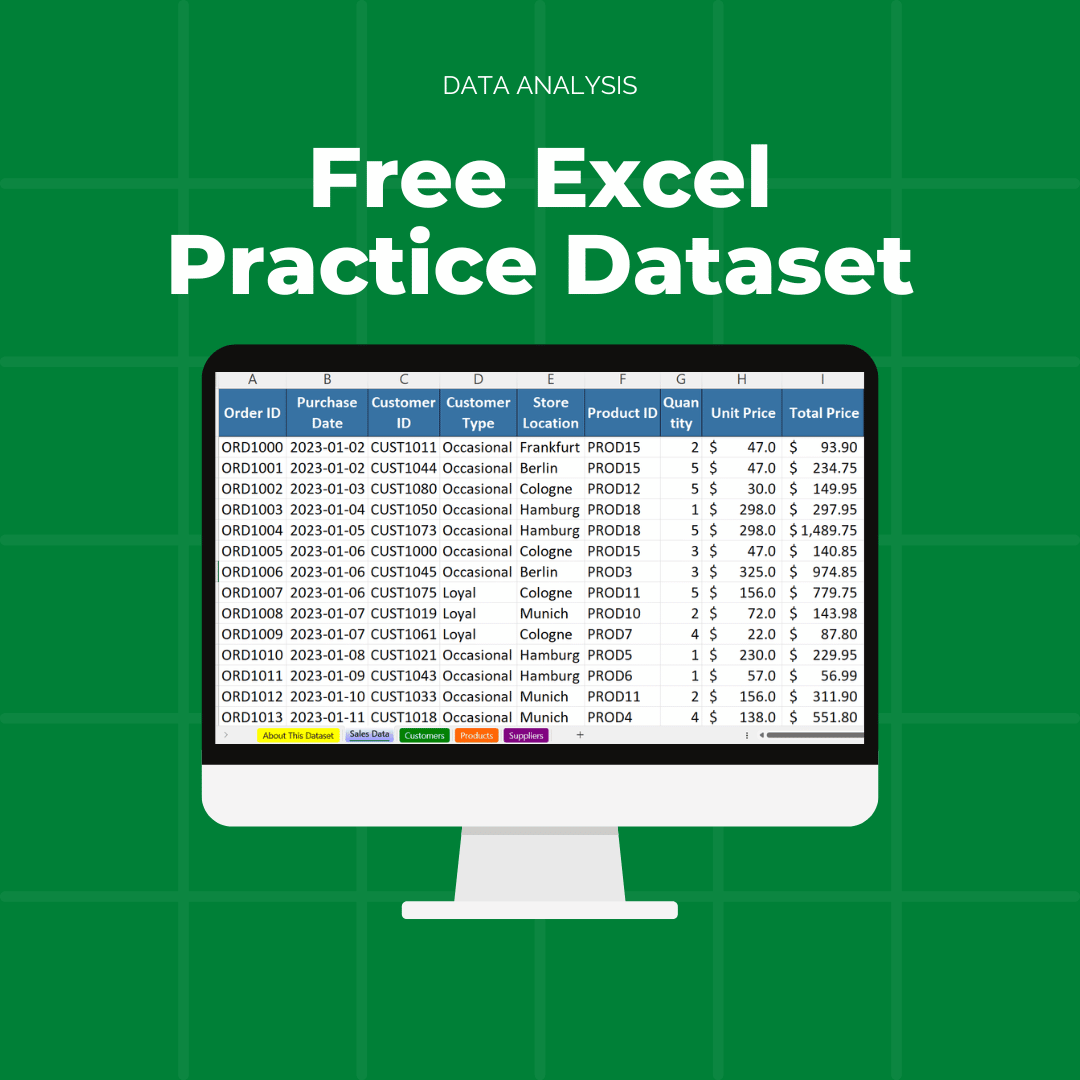 DATA ANALYSIS
Free Excel
Practice Dataset
A B C D E F G H I
Order ID Purchase Date Customer ID Customer Type Store Location Product ID Quan tity Unit Price Total Price
ORD1000 2023-01-02 CUST1011 Occasional Frankfurt PROD15 2 $ 47.0 $ 93.90
ORD1001 2023-01-02 CUST1044 Occasional Berlin PROD15 5 $ 47.0 $ 234.75
ORD1002 2023-01-03 CUST1080 Occasional Cologne PROD12 5 $ 30.0 $ 149.95
ORD1003 2023-01-04 CUST1050 Occasional Hamburg PROD18 1 $ 298.0 $ 297.95
ORD1004 2023-01-05 CUST1073 Occasional Hamburg PROD18 5 $ 298.0 $ 1,489.75
ORD1005 2023-01-06 CUST1000 Occasional Cologne PROD15 3 $ 47.0 $ 140.85
ORD1006 2023-01-06 CUST1045 Occasional Berlin PROD3 3 $ 325.0 $ 974.85
ORD1007 2023-01-06 CUST1075 Loyal Cologne PROD11 5 $ 156.0 $ 779.75
ORD1008 2023-01-07 CUST1019 Loyal Munich PROD10 2 $ 72.0 $ 143.98
ORD1009 2023-01-07 CUST1061 Loyal Cologne PROD7 4 $ 22.0 $ 87.80
ORD1010 2023-01-08 CUST1021 Occasional Hamburg PROD5 1 $ 230.0 $ 229.95
ORD1011 2023-01-09 CUST1043 Occasional Hamburg PROD6 1 $ 57.0 $ 56.99
ORD1012 2023-01-10 CUST1033 Occasional Munich PROD11 2 $ 156.0 $ 311.90
ORD1013 2023-01-11 CUST1018 Occasional Munich PROD4 4 $ 138.0 $ 551.80
About This Dataset Sales Data Customers Products Suppliers +